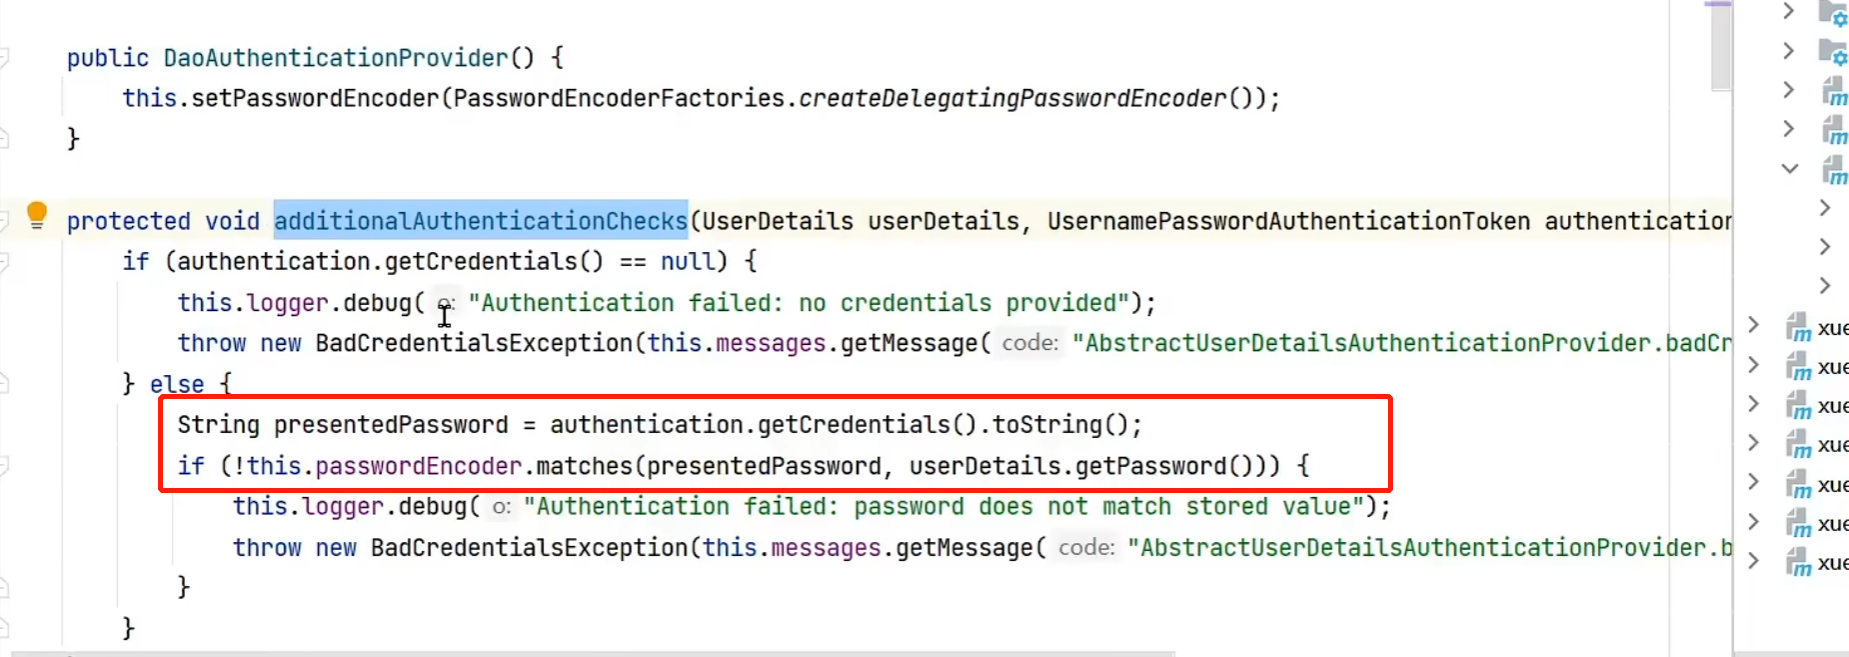 public DaoAuthenticationProvider() {
this.setPasswordEncoder(PasswordEncoderFactories.createDelegatingPasswordEncoder());
}
protected void additionalAuthenticationChecks(UserDetails userDetails, UsernamePasswordAuthenticationToken authentication
if (authentication.getCredentials() == null) {
this.logger.debug( o: "Authentication failed: no credentials provided");
throw new BadCredentialsException(this.messages.getMessage( code: "AbstractUserDetailsAuthenticationProvider.badCr
} else {
String presentedPassword = authentication.getCredentials().toString();
if (!this.passwordEncoder.matches(presentedPassword, userDetails.getPassword())) {
this.logger.debug( o: "Authentication failed: password does not match stored value");
throw new BadCredentialsException(this.messages.getMessage( code: "AbstractUserDetailsAuthenticationProvider.b
}
}
m
m
m
m xue
m xue
m xue
m xue
m xue
m xue
m xue